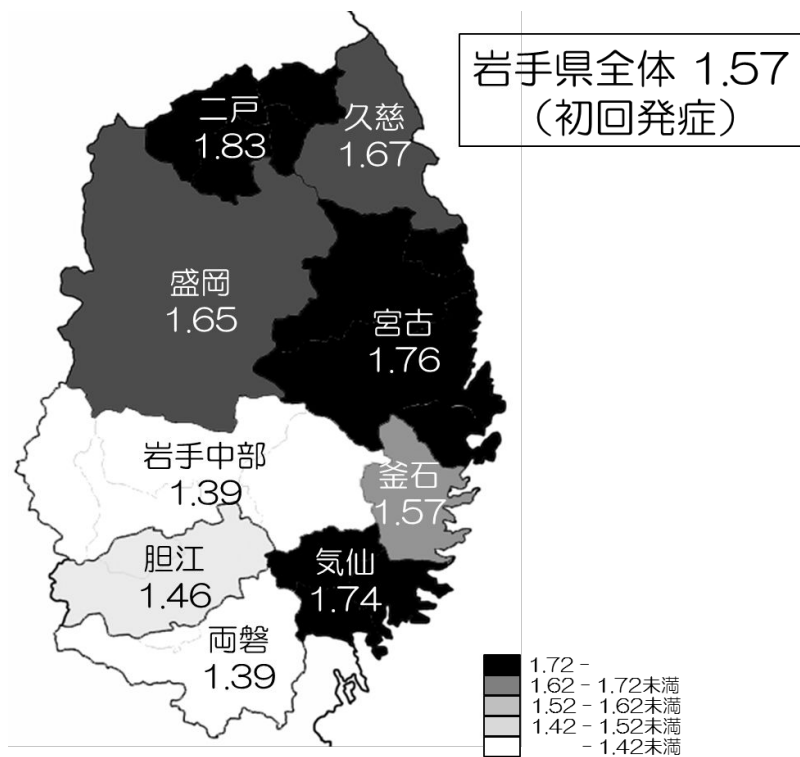 岩手県全体 1.57
（初回発症）
二戸
1.83
久慈
1.67
盛岡
1.65
宮古
1.76
岩手中部
1.39
釜石
1.57
胆江
1.46
気仙
1.74
両磐
1.39
1.72 -
1.62 - 1.72未満
1.52 - 1.62未満
1.42 - 1.52未満
- 1.42未満